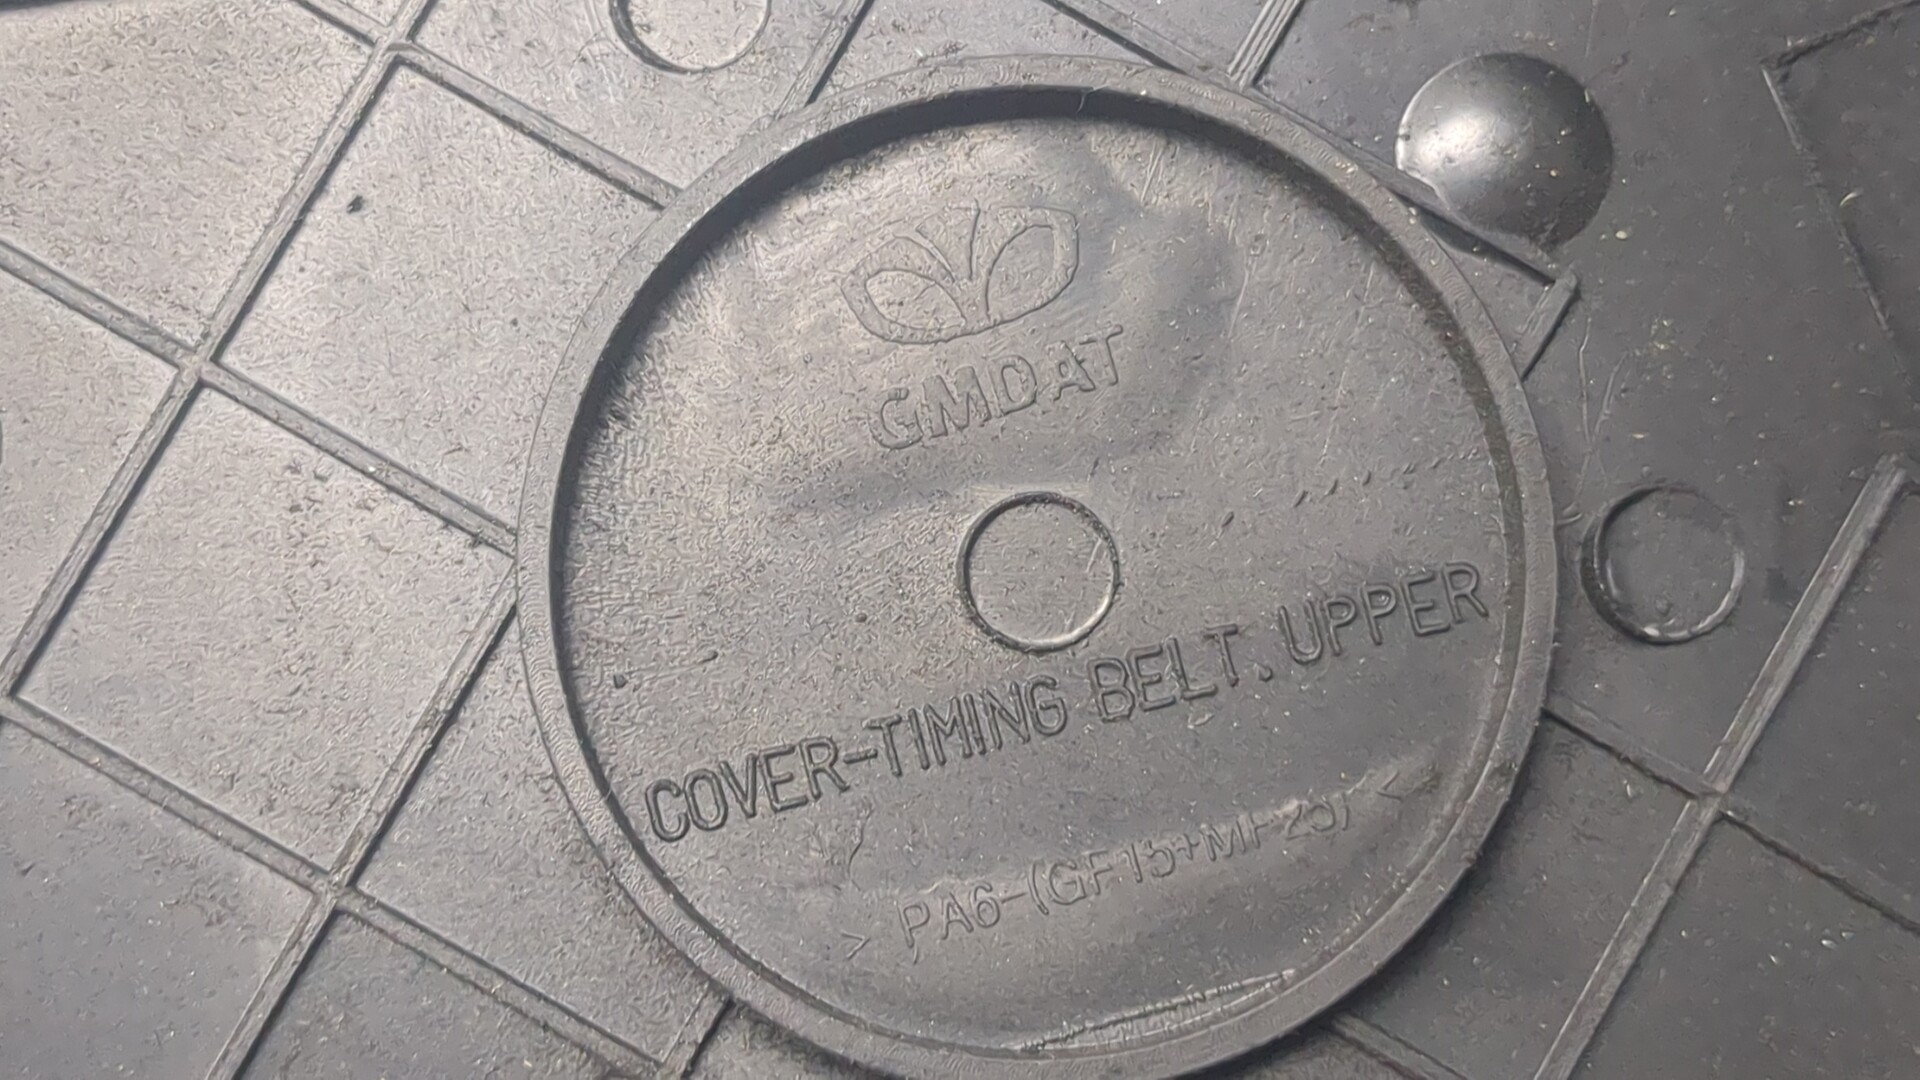 GMDAT
COVER-TIMING BELT. UPPER
> PA6-(GF15+MF25) <